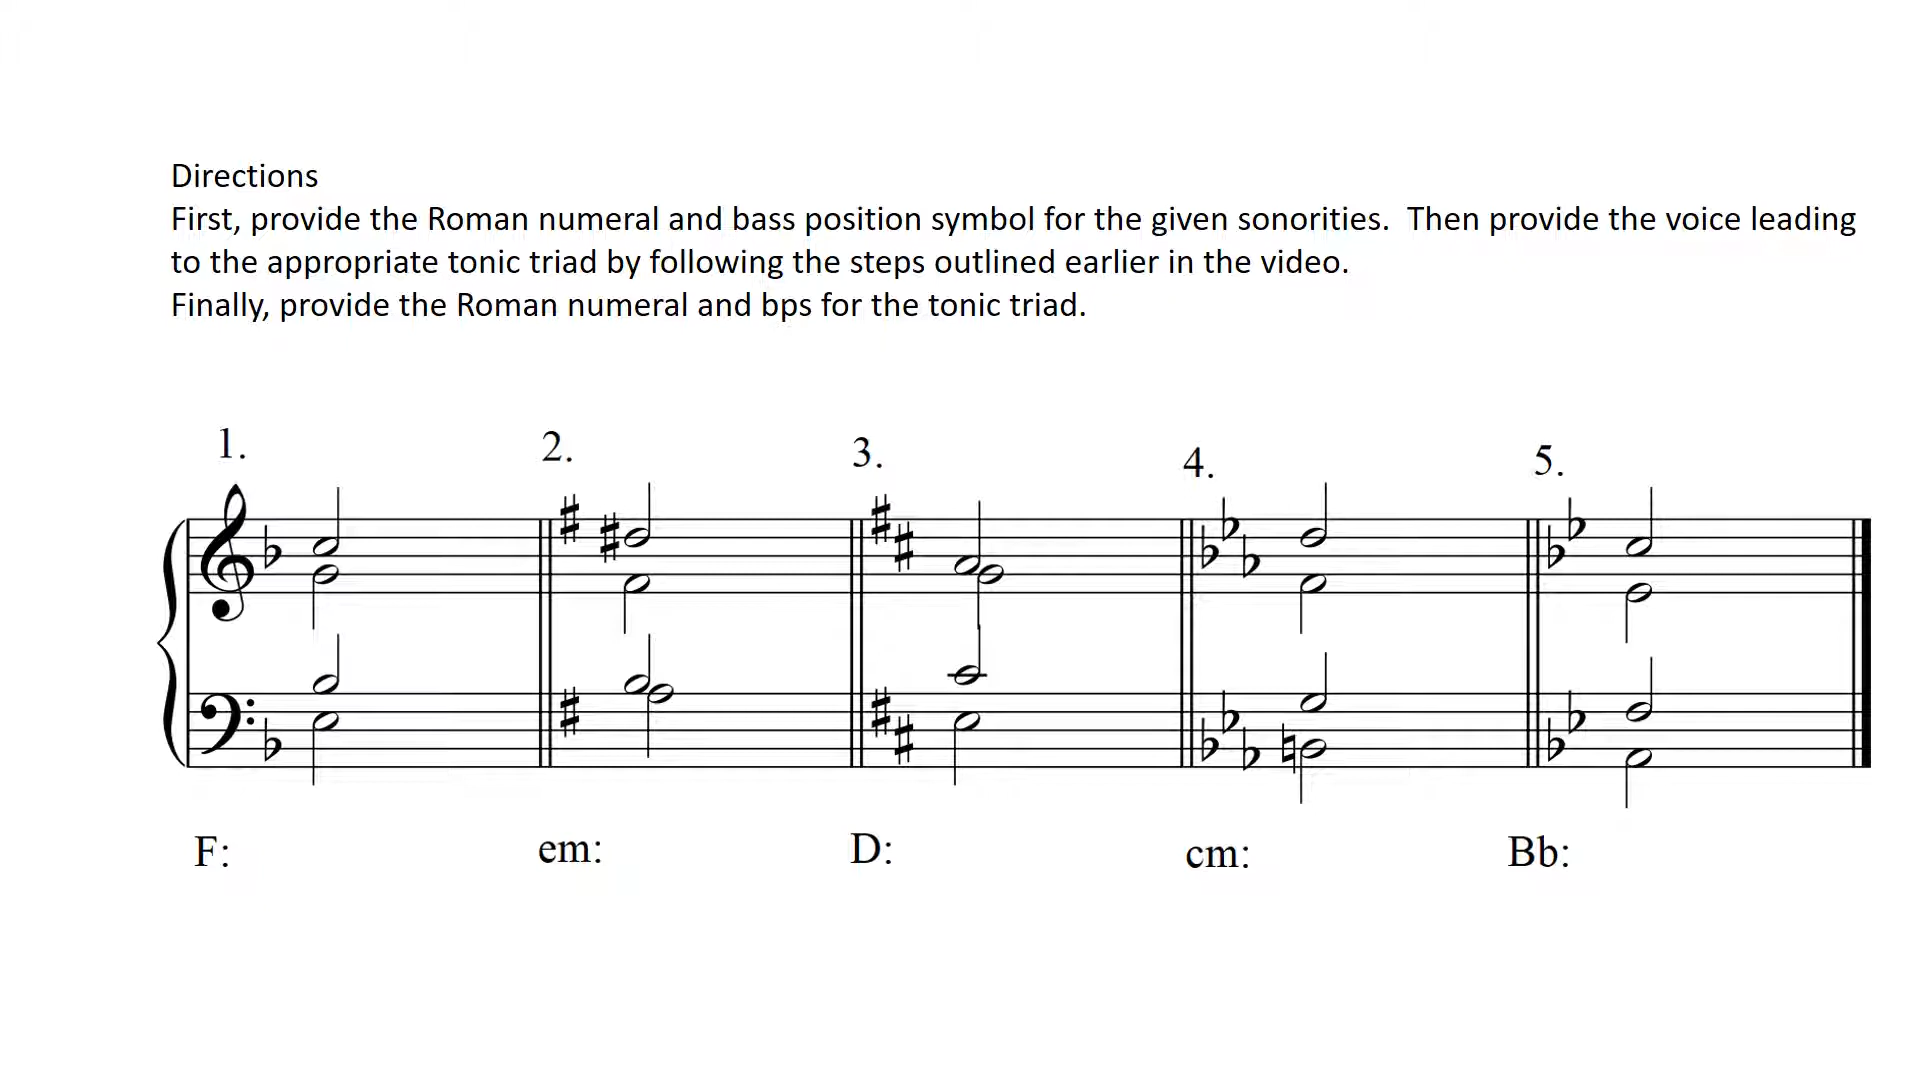 Directions
First, provide the Roman numeral and bass position symbol for the given sonorities. Then provide the voice leading
to the appropriate tonic triad by following the steps outlined earlier in the video.
Finally, provide the Roman numeral and bps for the tonic triad.
1. 2. 3. 4. 5.
F: em: D: cm: Bb: